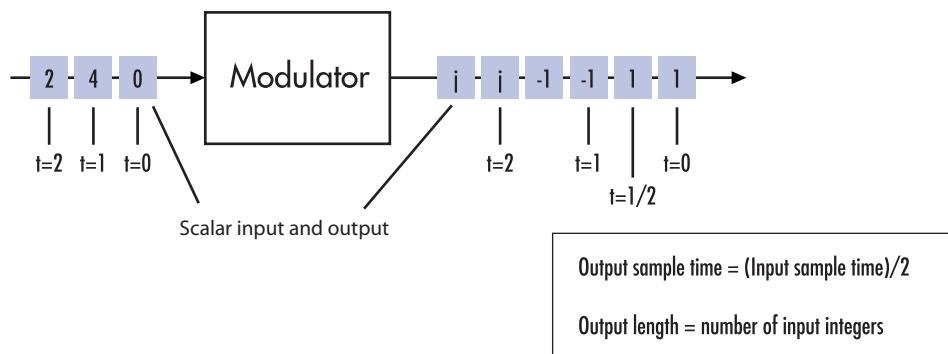 2 4 0
Modulator
j j -1 -1 1 1
t=2 t=1 t=0
t=2 t=1 t=0
t=1/2
Scalar input and output
Output sample time = (Input sample time)/2
Output length = number of input integers